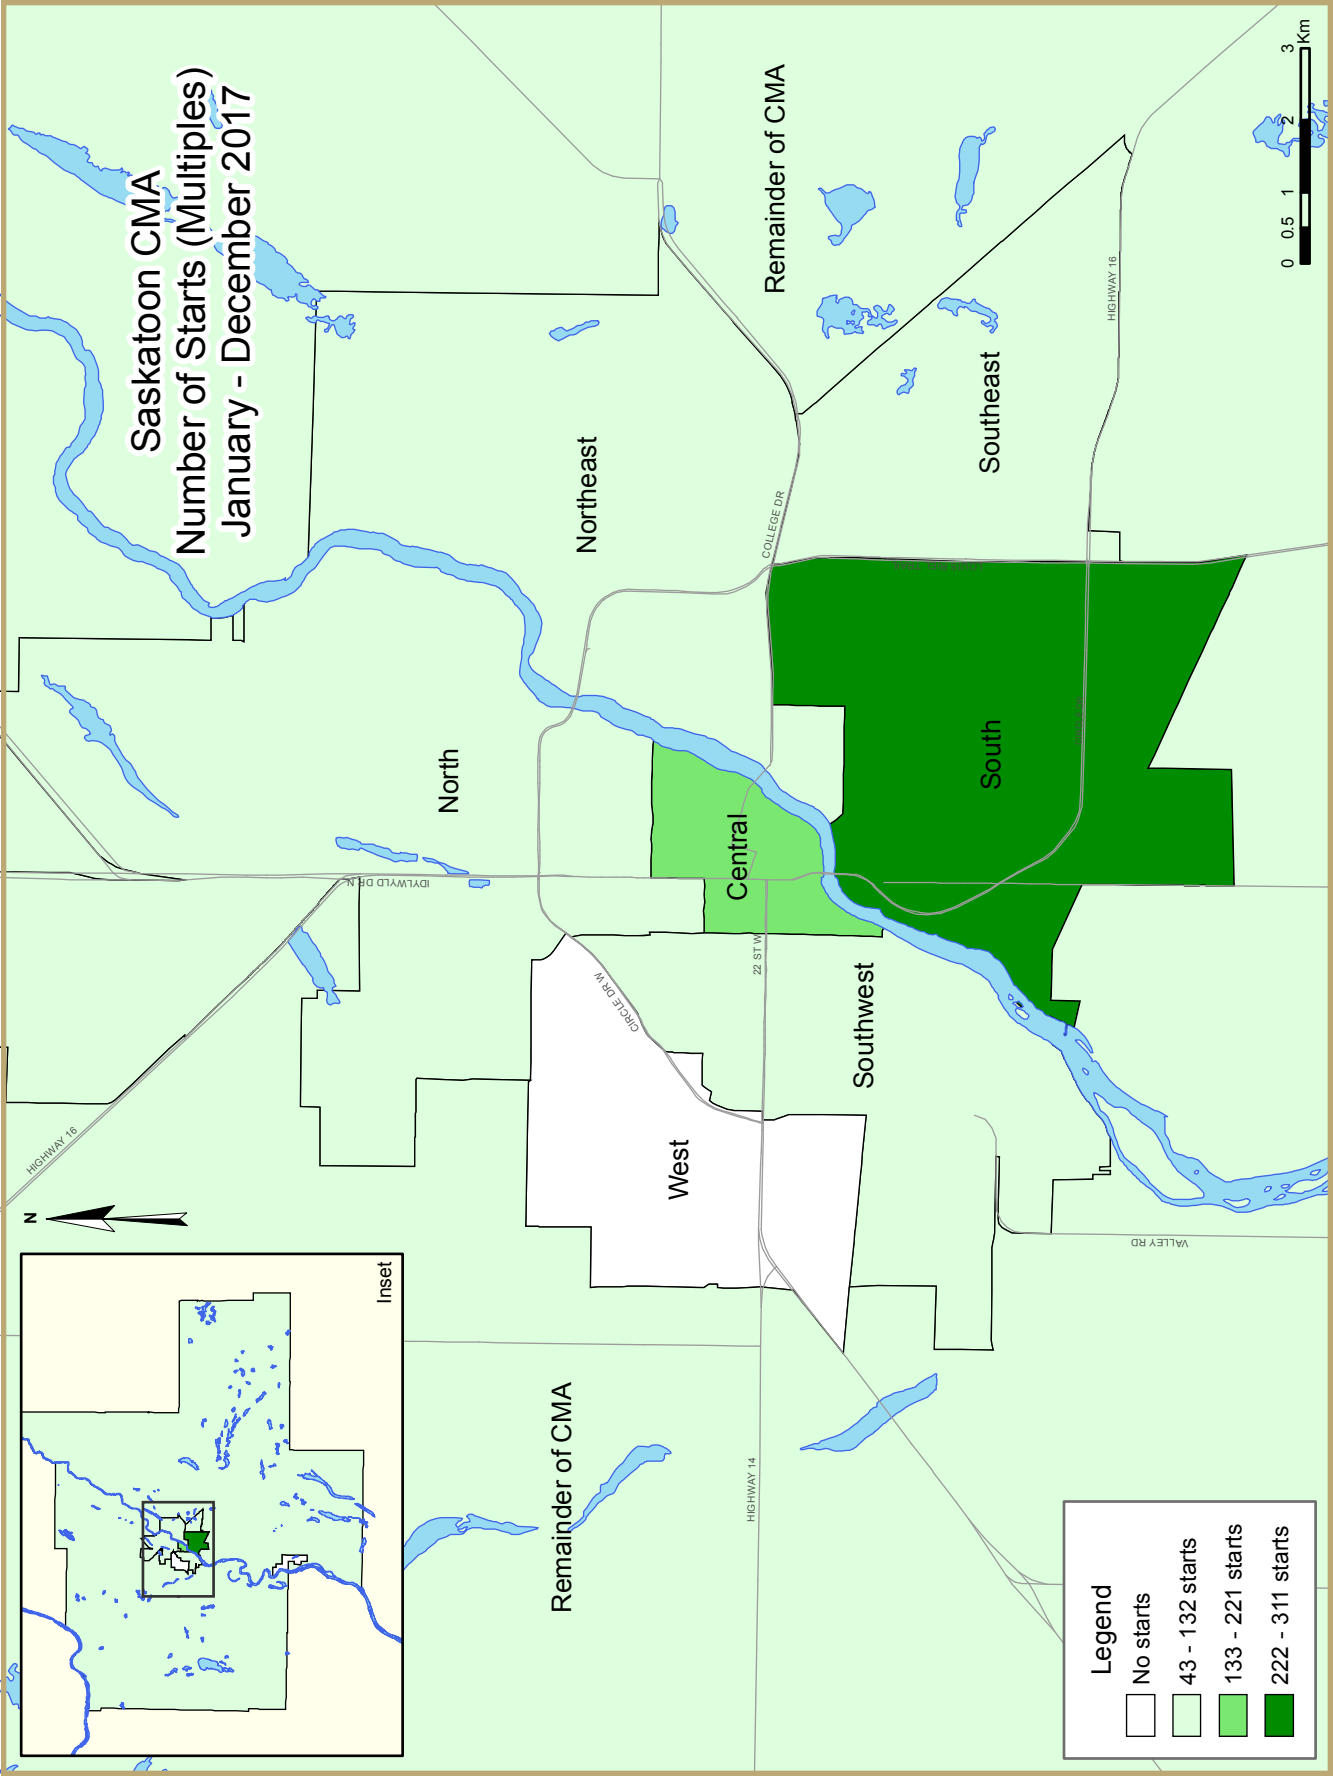 Saskatoon CMA
Number of Starts (Multiples)
January - December 2017
Inset
N
HIGHWAY 16
IDYLWYLD DR N
North
Northeast
Remainder of CMA
CIRCLE DR W
West
Central
22 ST W
COLLEGE DR
Southwest
South
Southeast
HIGHWAY 16
Remainder of CMA
HIGHWAY 14
VALLEY RD
Legend
No starts
43 - 132 starts
133 - 221 starts
222 - 311 starts
0 0.5 1 2 3
Km